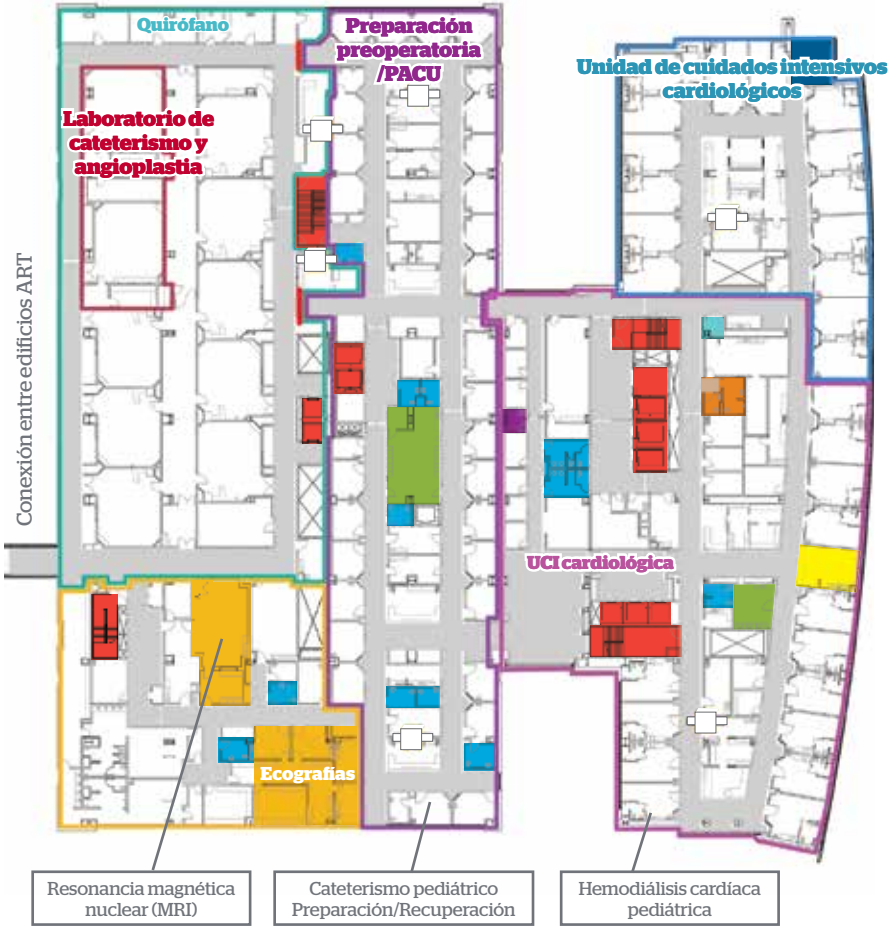 Quirófano
Preparación
preoperatoria
/PACU
Unidad de cuidados intensivos
cardiológicos
Laboratorio de
cateterismo y
angioplastia
Conexión entre edificios ART
UCI cardiológica
Ecografías
Resonancia magnética
nuclear (MRI)
Cateterismo pediátrico
Preparación/Recuperación
Hemodiálisis cardíaca
pediátrica